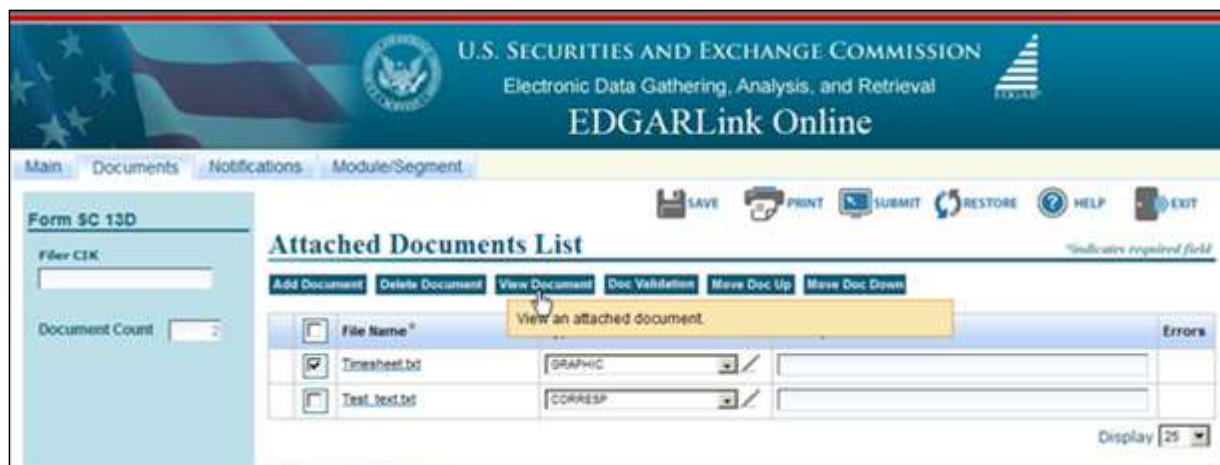 U.S. SECURITIES AND EXCHANGE COMMISSION
Electronic Data Gathering, Analysis, and Retrieval
EDGAR
EDGARLink Online
Main Documents Notifications Module/Segment
SAVE PRINT SUBMIT RESTORE HELP EXIT
Form SC 13D
Attached Documents List
*indicates required field
Filer CIK
Add Document Delete Document View Document Doc Validation Move Doc Up Move Doc Down
View an attached document.
Document Count 2
File Name* Errors
Timesheet.txt GRAPHIC
Test_text.txt CORRESP
Display 25